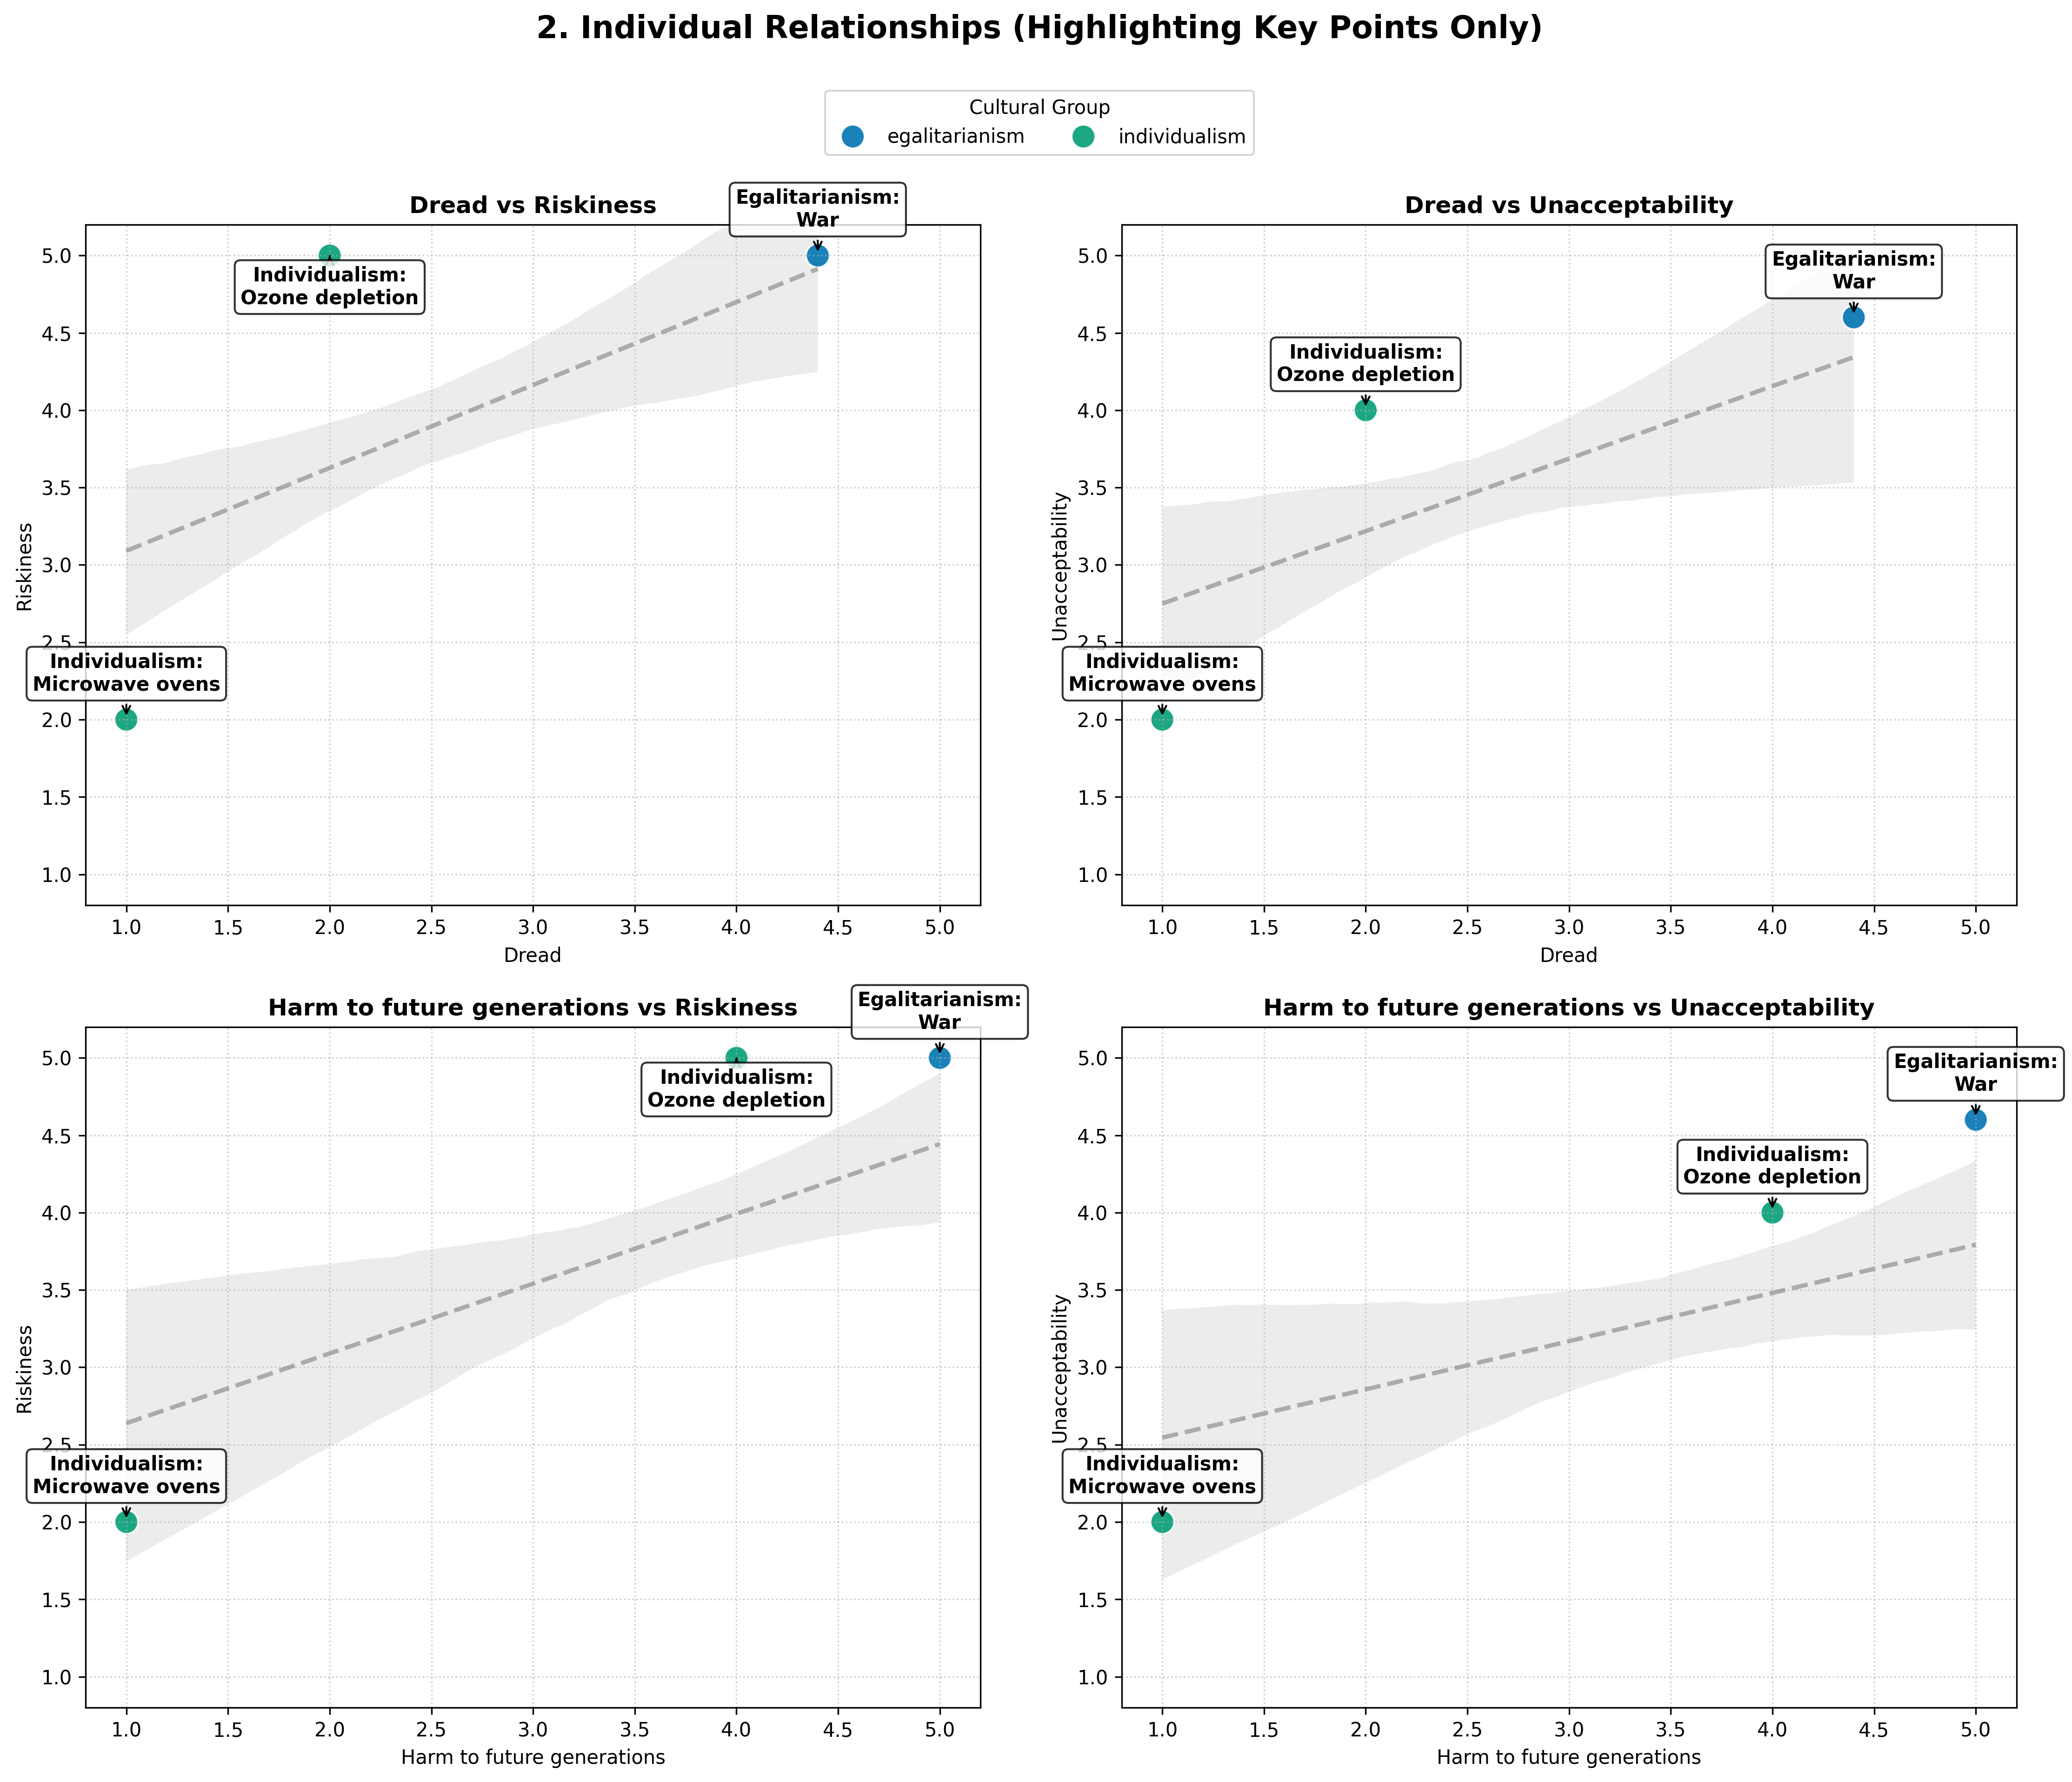 2. Individual Relationships (Highlighting Key Points Only)
Cultural Group
egalitarianism
individualism
Dread vs Riskiness
Egalitarianism:
War
Individualism:
Ozone depletion
Individualism:
Microwave ovens
Riskiness
5.0
4.5
4.0
3.5
3.0
2.5
2.0
1.5
1.0
1.0 1.5 2.0 2.5 3.0 3.5 4.0 4.5 5.0
Dread
Dread vs Unacceptability
Egalitarianism:
War
Individualism:
Ozone depletion
Individualism:
Microwave ovens
Unacceptability
5.0
4.5
4.0
3.5
3.0
2.5
2.0
1.5
1.0
1.0 1.5 2.0 2.5 3.0 3.5 4.0 4.5 5.0
Dread
Harm to future generations vs Riskiness
Egalitarianism:
War
Individualism:
Ozone depletion
Individualism:
Microwave ovens
Riskiness
5.0
4.5
4.0
3.5
3.0
2.5
2.0
1.5
1.0
1.0 1.5 2.0 2.5 3.0 3.5 4.0 4.5 5.0
Harm to future generations
Harm to future generations vs Unacceptability
Egalitarianism:
War
Individualism:
Ozone depletion
Individualism:
Microwave ovens
Unacceptability
5.0
4.5
4.0
3.5
3.0
2.5
2.0
1.5
1.0
1.0 1.5 2.0 2.5 3.0 3.5 4.0 4.5 5.0
Harm to future generations